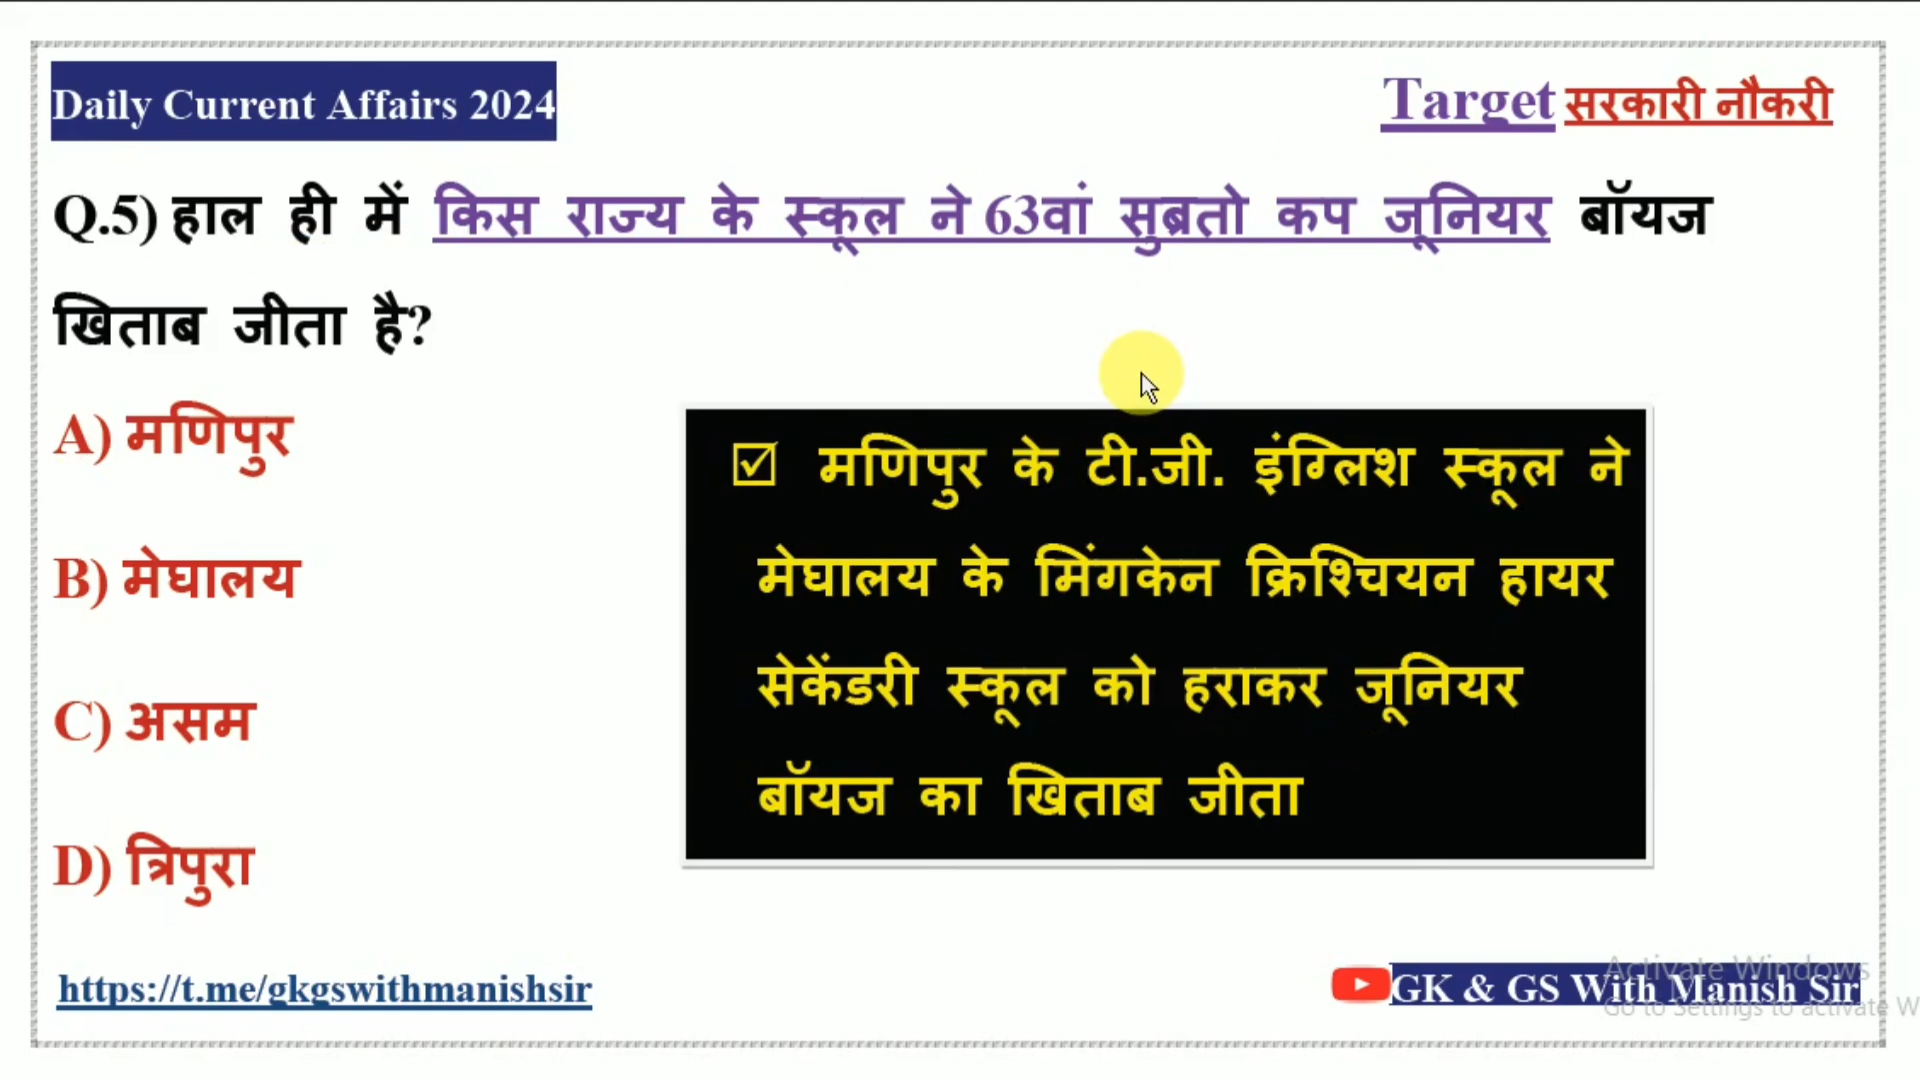 Daily Current Affairs 2024
Target सरकारी नौकरी
Q.5) हाल ही में किस राज्य के स्कूल ने 63वां सुब्रतो कप जूनियर बॉयज
खिताब जीता है?
A) मणिपुर
B) मेघालय
C) असम
D) त्रिपुरा
☑ मणिपुर के टी.जी. इंग्लिश स्कूल ने
मेघालय के मिंगकेन क्रिश्चियन हायर
सेकेंडरी स्कूल को हराकर जूनियर
बॉयज का खिताब जीता
https://t.me/gkgswithmanishsir
GK & GS With Manish Sir
Activate Windows
Go to Settings to activate W